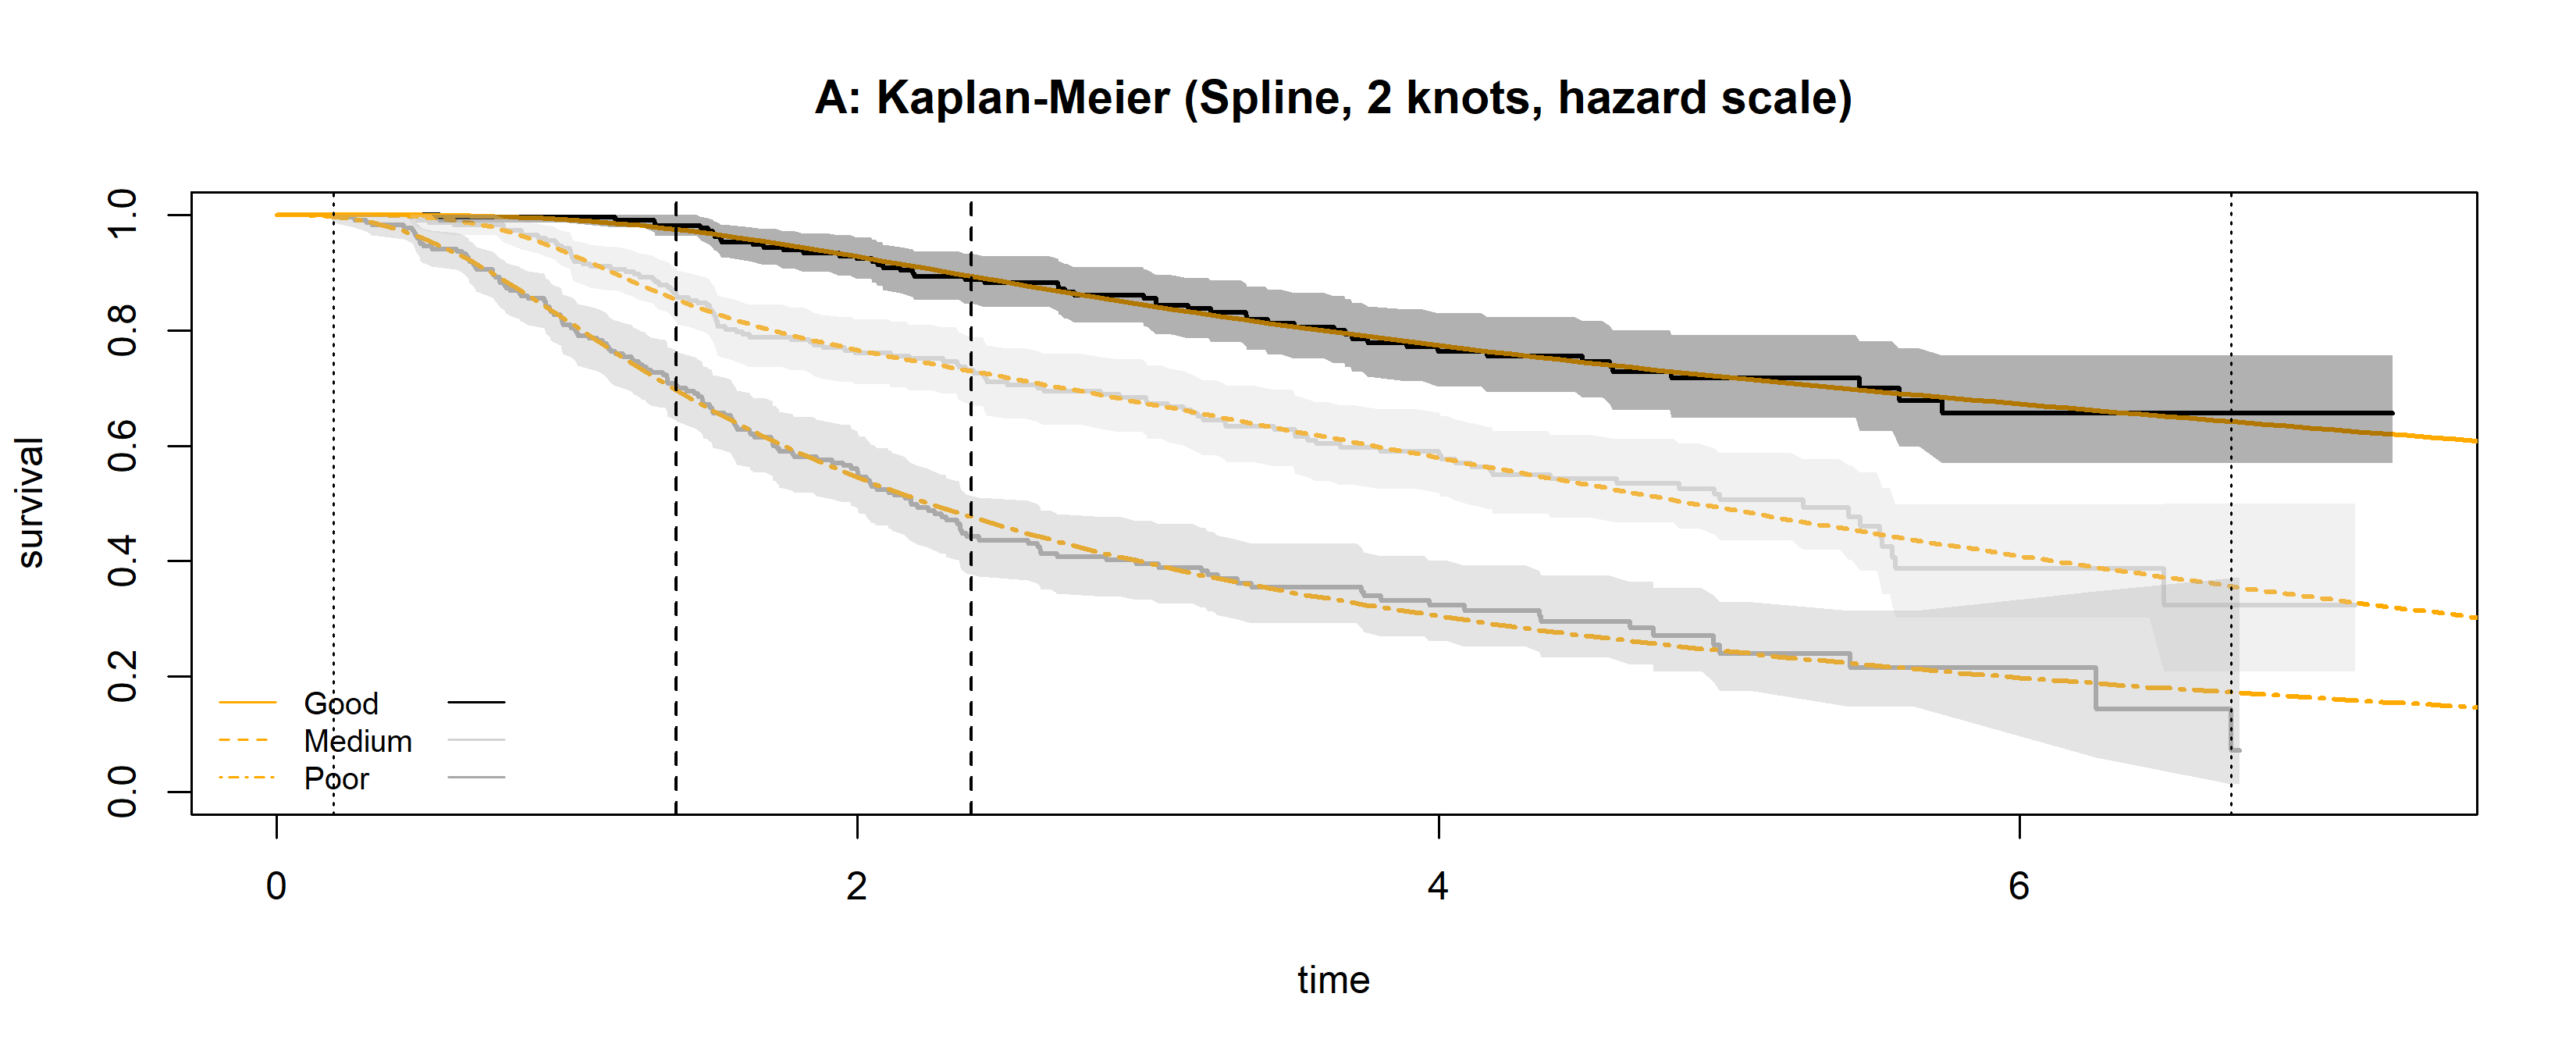 A: Kaplan-Meier (Spline, 2 knots, hazard scale)
survival
1.0
0.8
0.6
0.4
0.2
0.0
Good
Medium
Poor
0 2 4 6
time